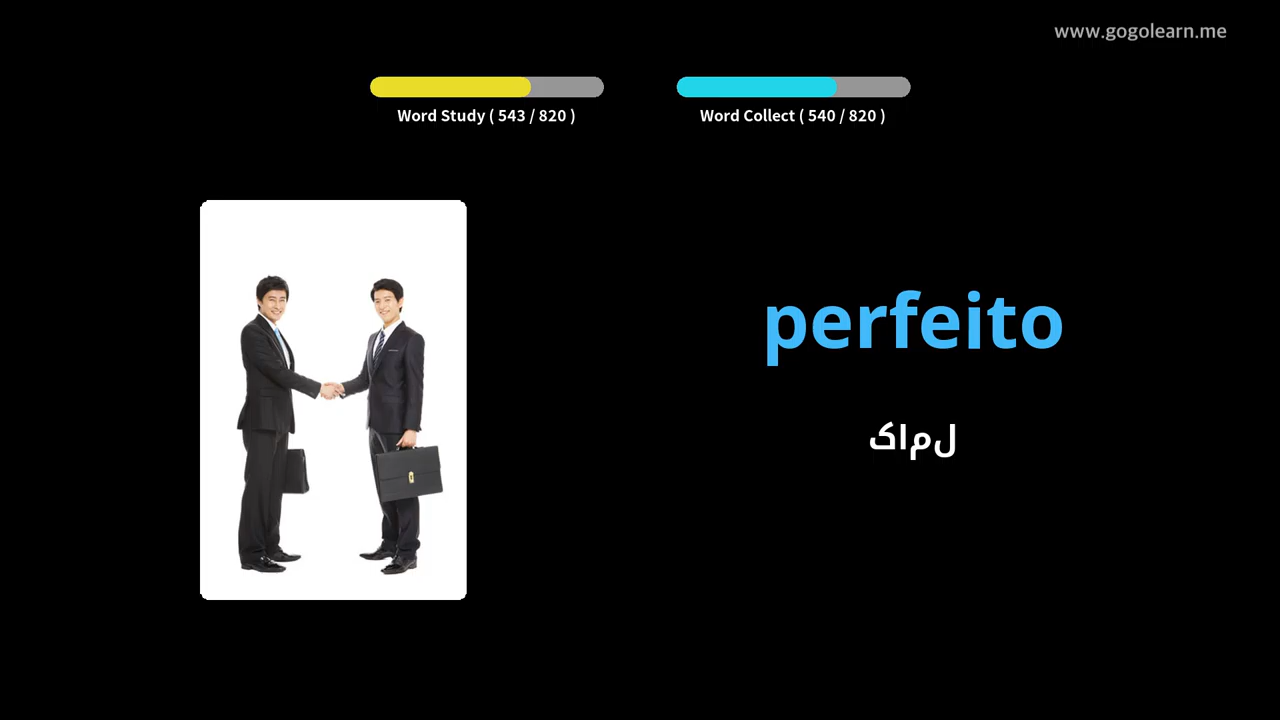 www.gogolearn.me
Word Study ( 543 / 820 )
Word Collect ( 540 / 820 )
perfeito
کامل